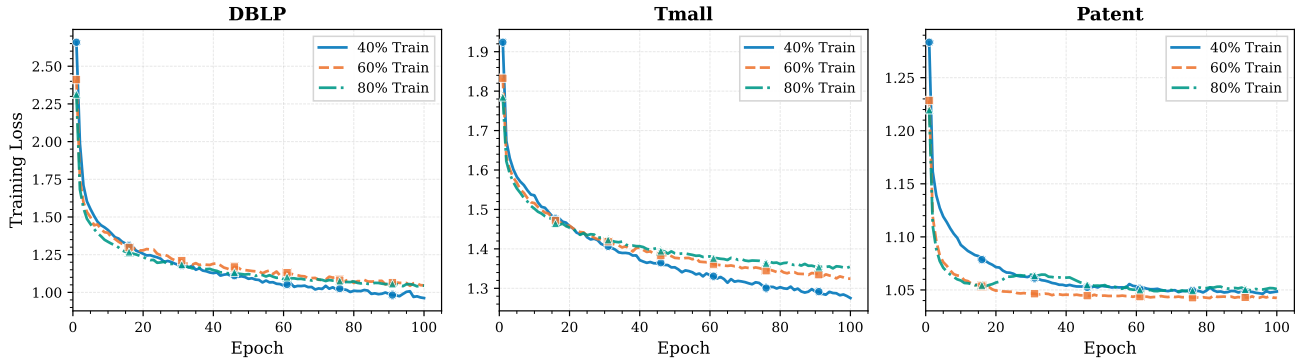 DBLP
Training Loss
2.50
2.25
2.00
1.75
1.50
1.25
1.00
0
20
40
60
80
100
Epoch
40% Train
60% Train
80% Train
Tmall
1.9
1.8
1.7
1.6
1.5
1.4
1.3
0
20
40
60
80
100
Epoch
40% Train
60% Train
80% Train
Patent
1.25
1.20
1.15
1.10
1.05
0
20
40
60
80
100
Epoch
40% Train
60% Train
80% Train